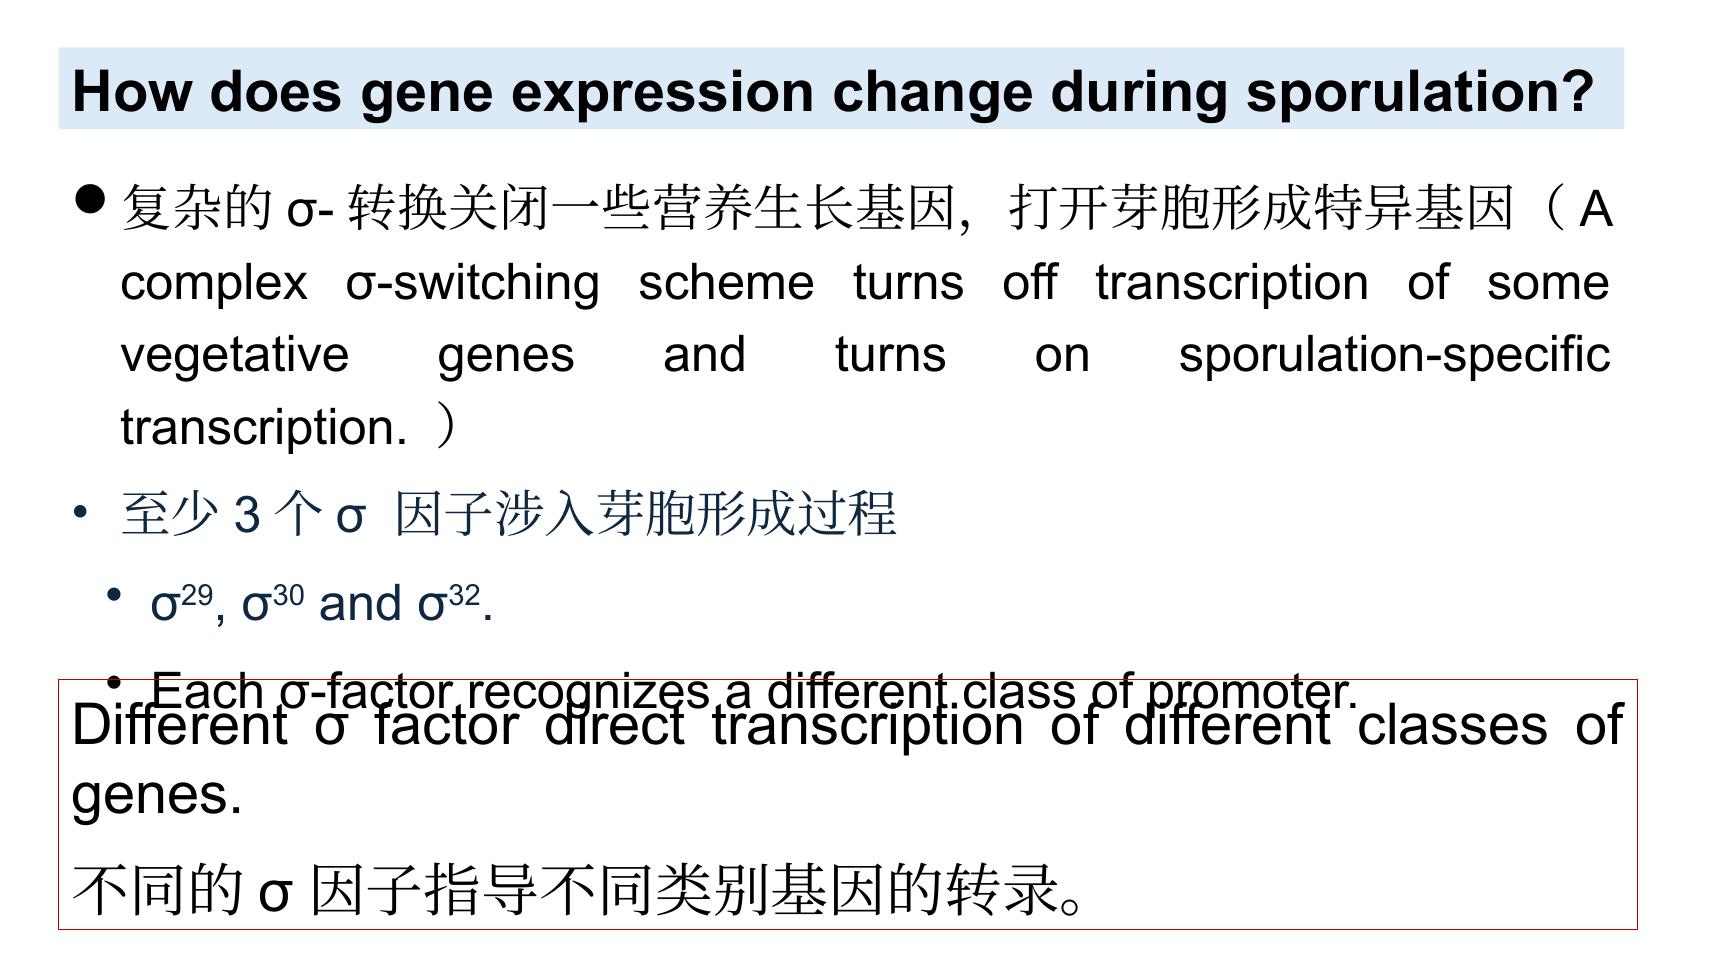 How does gene expression change during sporulation?
● 复杂的 σ- 转换关闭一些营养生长基因，打开芽胞形成特异基因（ A
complex σ-switching scheme turns off transcription of some
vegetative genes and turns on sporulation-specific
transcription. ）
• 至少 3 个 σ 因子涉入芽胞形成过程
• σ²⁹, σ³⁰ and σ³².
• Each σ-factor recognizes a different class of promoter.
Different σ factor direct transcription of different classes of
genes.
不同的 σ 因子指导不同类别基因的转录。